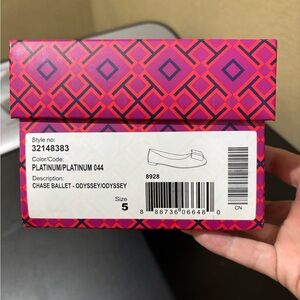 Style no:
32148383
Color/Code:
PLATINUM/PLATINUM 044
Description:
CHASE BALLET - ODYSSEY/ODYSSEY
8928
Size 5
8 88736 06648 0
CN